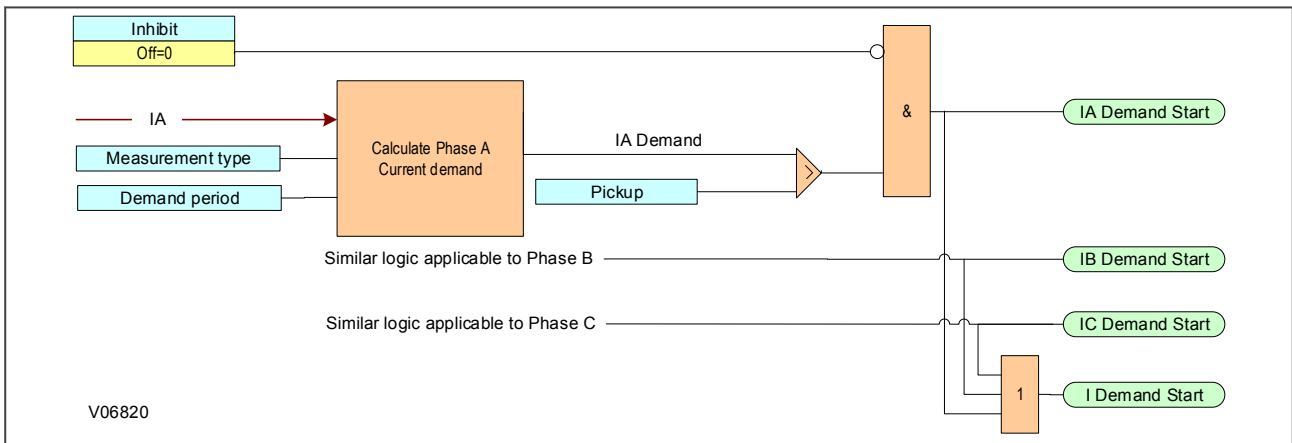 Inhibit
Off=0
IA
Measurement type
Demand period
Calculate Phase A
Current demand
IA Demand
Pickup
>
&
IA Demand Start
Similar logic applicable to Phase B
IB Demand Start
Similar logic applicable to Phase C
IC Demand Start
1
I Demand Start
V06820